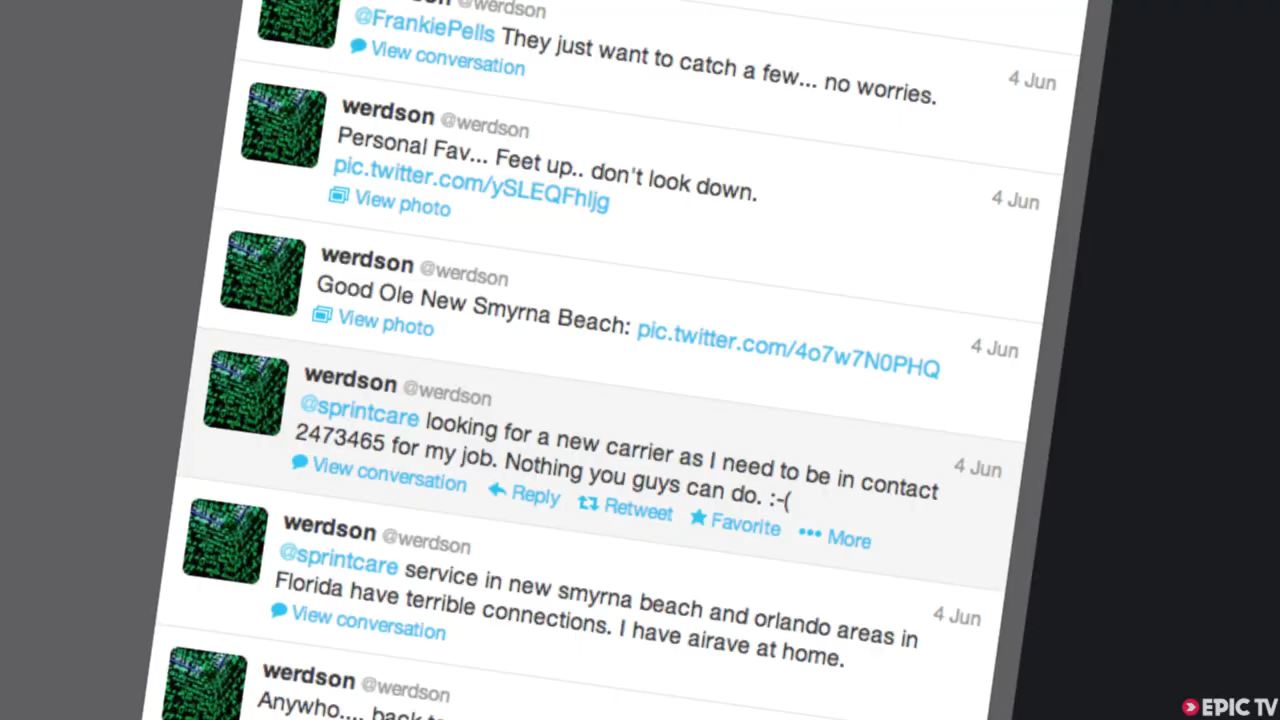 @werdson
@FrankiePells They just want to catch a few... no worries.
4 Jun
View conversation
werdson @werdson
4 Jun
Personal Fav... Feet up.. don't look down.
pic.twitter.com/ySLEQFhljg
View photo
werdson @werdson
4 Jun
Good Ole New Smyrna Beach: pic.twitter.com/4o7w7N0PHQ
View photo
werdson @werdson
4 Jun
@sprintcare looking for a new carrier as I need to be in contact
2473465 for my job. Nothing you guys can do. :-(
View conversation Reply Retweet Favorite More
werdson @werdson
4 Jun
@sprintcare service in new smyrna beach and orlando areas in
Florida have terrible connections. I have airave at home.
View conversation
werdson @werdson
Anywho.... back
EPIC TV